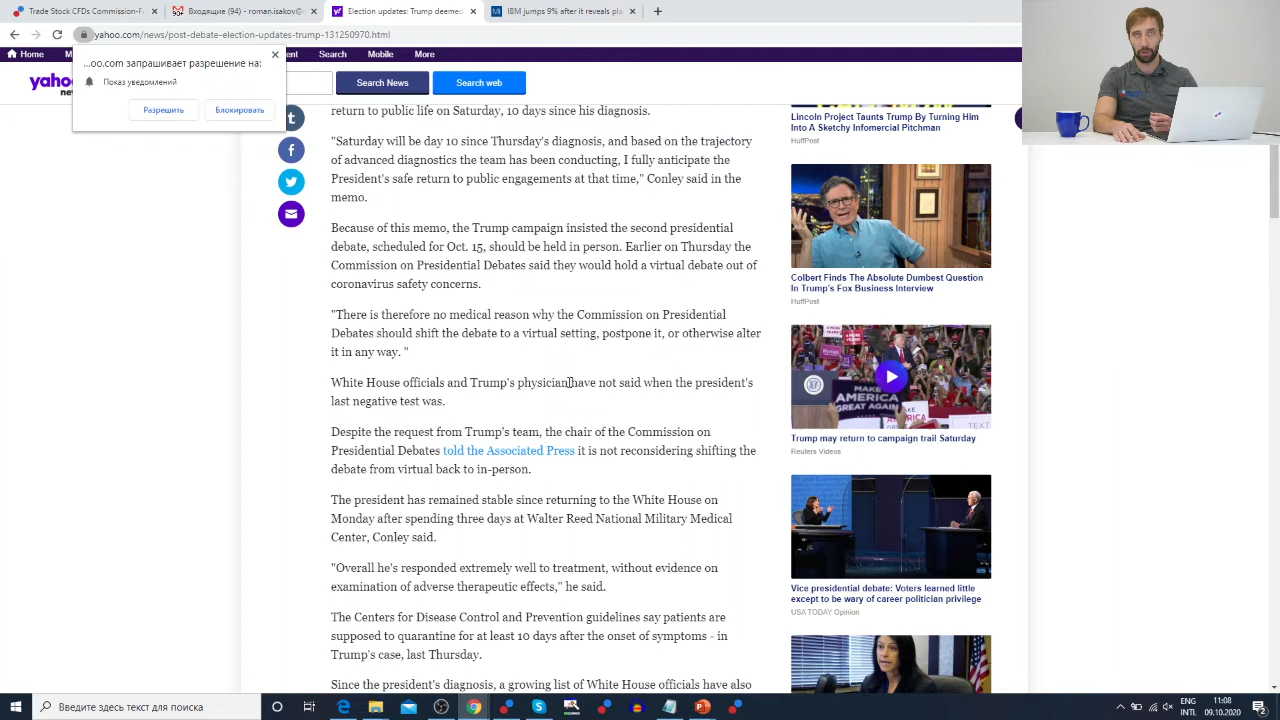 Trade Stock CFDs - Forex.com
Входящие (94) - roman.isakov@
Election updates: Trump deemed
IBM jumps 9% after it reveals pla
yahoo.com/news/post-debate-election-updates-trump-131250970.html
Home
Search
Mobile
More
...oo.com запрашивает разрешение на:
Показ уведомлений
Разрешить
Блокировать
Search News
Search web
return to public life on Saturday, 10 days since his diagnosis.
"Saturday will be day 10 since Thursday's diagnosis, and based on the trajectory
of advanced diagnostics the team has been conducting, I fully anticipate the
President's safe return to public engagements at that time," Conley said in the
memo.
Because of this memo, the Trump campaign insisted the second presidential
debate, scheduled for Oct. 15, should be held in person. Earlier on Thursday the
Commission on Presidential Debates said they would hold a virtual debate out of
coronavirus safety concerns.
"There is therefore no medical reason why the Commission on Presidential
Debates should shift the debate to a virtual setting, postpone it, or otherwise alter
it in any way. "
White House officials and Trump's physician have not said when the president's
last negative test was.
Despite the request from Trump's team, the chair of the Commission on
Presidential Debates told the Associated Press it is not reconsidering shifting the
debate from virtual back to in-person.
The president has remained stable since returning to the White House on
Monday after spending three days at Walter Reed National Military Medical
Center, Conley said.
"Overall he's responded extremely well to treatment, without evidence on
examination of adverse therapeutic effects," he said.
The Centers for Disease Control and Prevention guidelines say patients are
supposed to quarantine for at least 10 days after the onset of symptoms - in
Trump's case, last Thursday.
Since the president's diagnosis, a growing list of White House officials have also
Lincoln Project Taunts Trump By Turning Him
Into A Sketchy Infomercial Pitchman
HuffPost
Colbert Finds The Absolute Dumbest Question
In Trump's Fox Business Interview
HuffPost
MAKE
AMERICA
GREAT AGAIN
TEXT
Trump may return to campaign trail Saturday
Reuters Videos
Vice presidential debate: Voters learned little
except to be wary of career politician privilege
USA TODAY Opinion
Введите здесь текст для поиска
ENG
INTL
11:08
09.10.2020